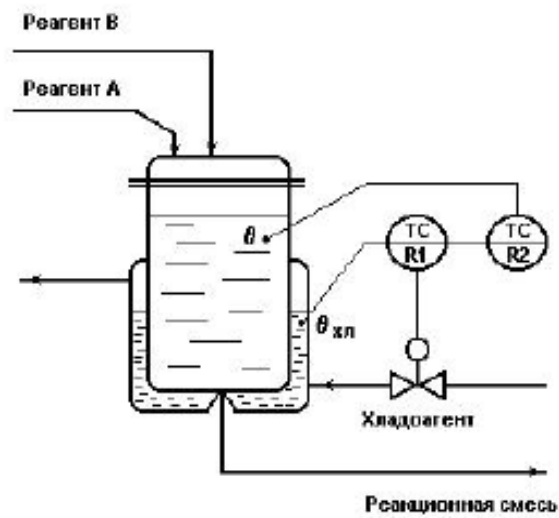 Реагент В
Реагент А
θ
TC
R1
TC
R2
θ хл
Хладоагент
Реакционная смесь